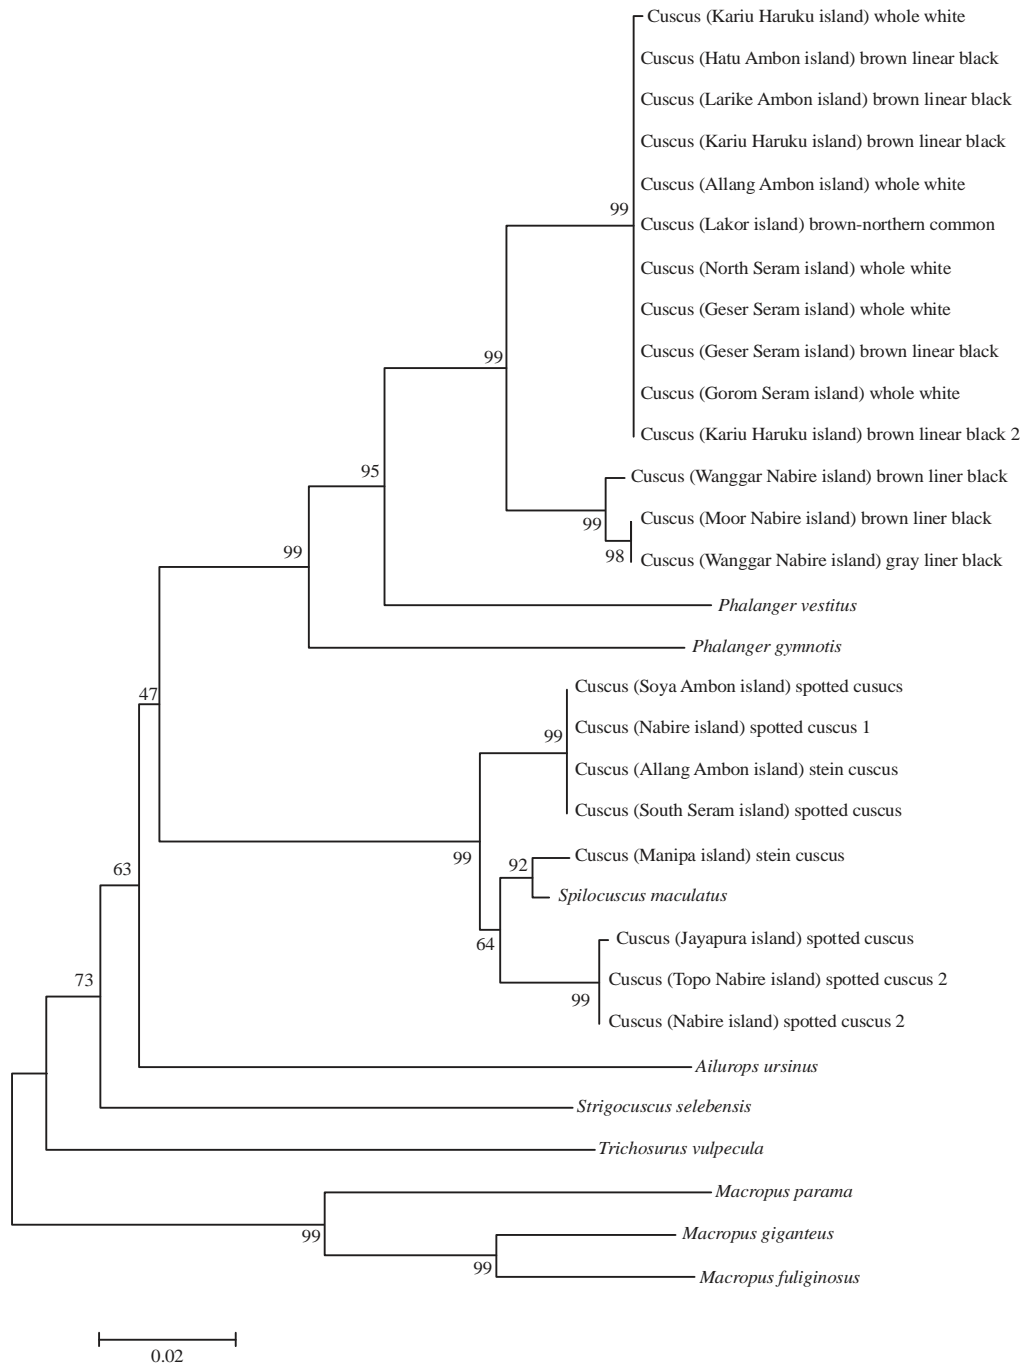 Cuscus (Kariu Haruku island) whole white
Cuscus (Hatu Ambon island) brown linear black
Cuscus (Larike Ambon island) brown linear black
Cuscus (Kariu Haruku island) brown linear black
Cuscus (Allang Ambon island) whole white
99
Cuscus (Lakor island) brown-northern common
Cuscus (North Seram island) whole white
Cuscus (Geser Seram island) whole white
Cuscus (Geser Seram island) brown linear black
99
Cuscus (Gorom Seram island) whole white
Cuscus (Kariu Haruku island) brown linear black 2
95
Cuscus (Wanggar Nabire island) brown liner black
Cuscus (Moor Nabire island) brown liner black
99
99
98
Cuscus (Wanggar Nabire island) gray liner black
Phalanger vestitus
Phalanger gymnotis
Cuscus (Soya Ambon island) spotted cusucs
47
Cuscus (Nabire island) spotted cuscus 1
99
Cuscus (Allang Ambon island) stein cuscus
Cuscus (South Seram island) spotted cuscus
99
Cuscus (Manipa island) stein cuscus
92
63
Spilocuscus maculatus
64
Cuscus (Jayapura island) spotted cuscus
73
Cuscus (Topo Nabire island) spotted cuscus 2
99
Cuscus (Nabire island) spotted cuscus 2
Ailurops ursinus
Strigocuscus selebensis
Trichosurus vulpecula
Macropus parama
99
Macropus giganteus
99
Macropus fuliginosus
0.02